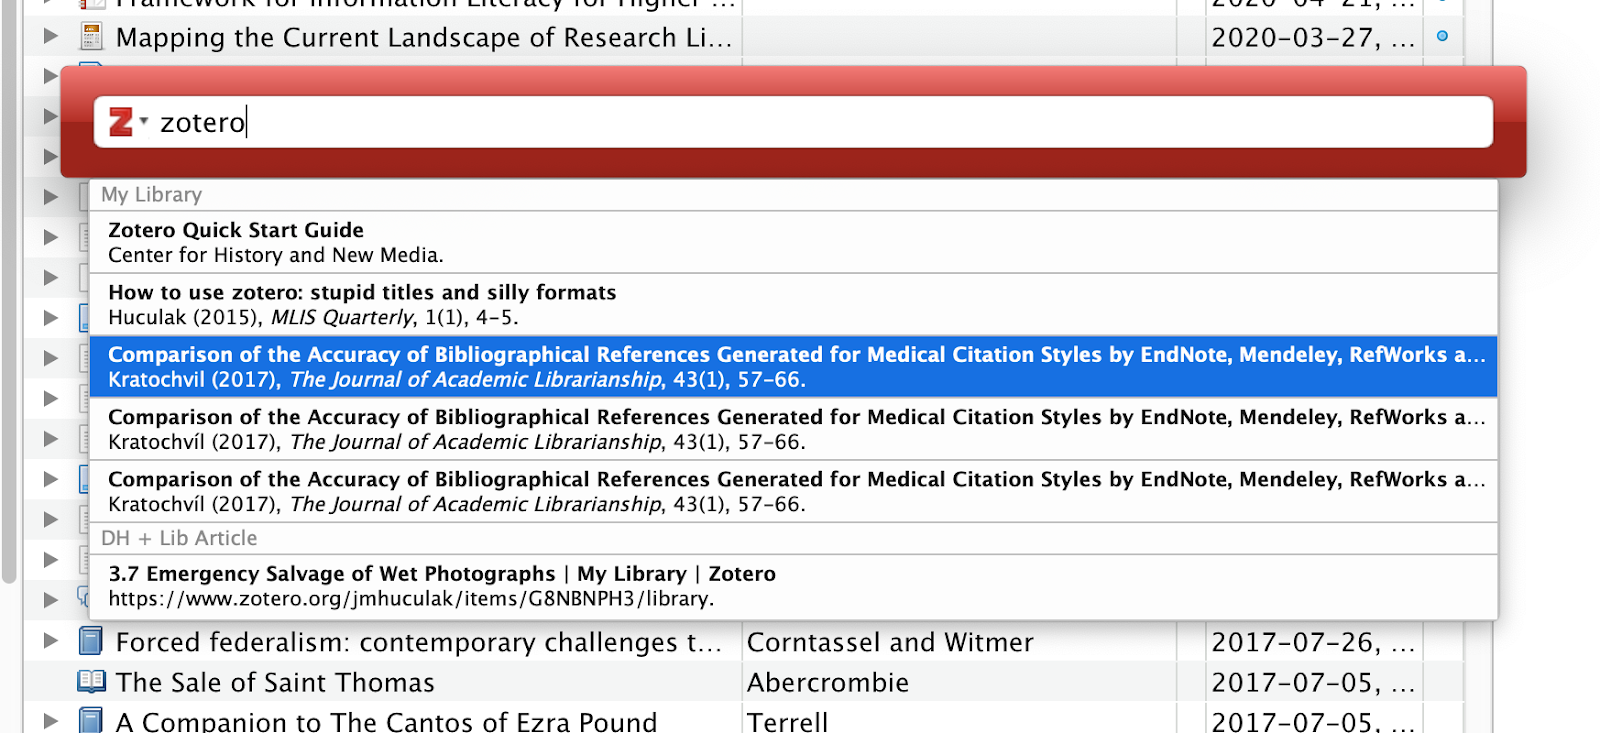 Framework for Information Literacy for Higher ... 2020-04-21, ...
Mapping the Current Landscape of Research Li... 2020-03-27, ...
Z zotero
My Library
Zotero Quick Start Guide
Center for History and New Media.
How to use zotero: stupid titles and silly formats
Huculak (2015), MLIS Quarterly, 1(1), 4–5.
Comparison of the Accuracy of Bibliographical References Generated for Medical Citation Styles by EndNote, Mendeley, RefWorks a...
Kratochvil (2017), The Journal of Academic Librarianship, 43(1), 57–66.
Comparison of the Accuracy of Bibliographical References Generated for Medical Citation Styles by EndNote, Mendeley, RefWorks a...
Kratochvíl (2017), The Journal of Academic Librarianship, 43(1), 57–66.
Comparison of the Accuracy of Bibliographical References Generated for Medical Citation Styles by EndNote, Mendeley, RefWorks a...
Kratochvíl (2017), The Journal of Academic Librarianship, 43(1), 57–66.
DH + Lib Article
3.7 Emergency Salvage of Wet Photographs | My Library | Zotero
https://www.zotero.org/jmhuculak/items/G8NBNPH3/library.
Forced federalism: contemporary challenges t... Corntassel and Witmer 2017-07-26, ...
The Sale of Saint Thomas Abercrombie 2017-07-05, ...
A Companion to The Cantos of Ezra Pound Terrell 2017-07-05, ...